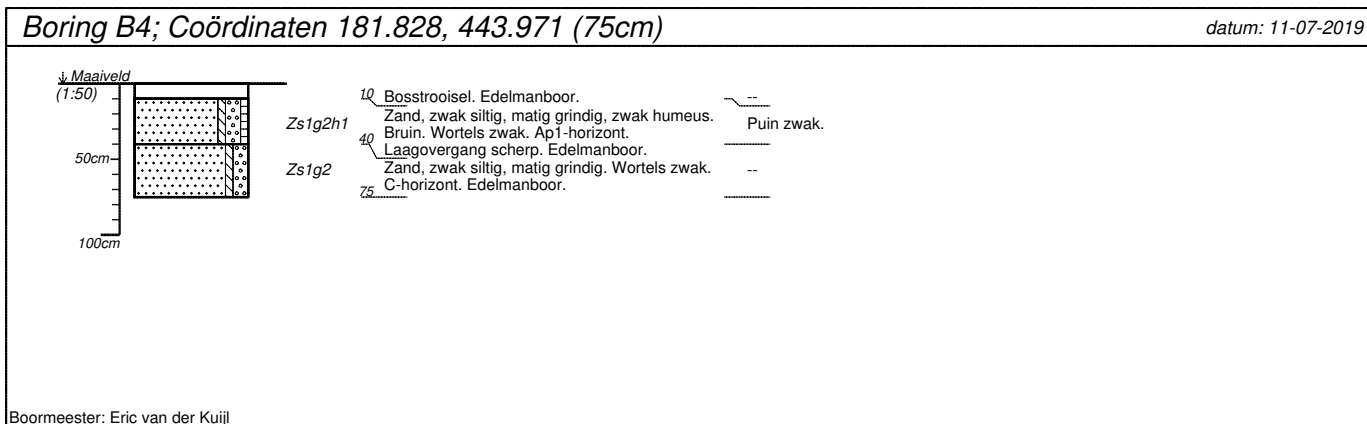 Boring B4; Coördinaten 181.828, 443.971 (75cm)
datum: 11-07-2019
Maaiveld
(1:50)
10 Bosstrooisel. Edelmanboor. --
Zs1g2h1 Zand, zwak siltig, matig grindig, zwak humeus. Puin zwak.
Bruin. Wortels zwak. Ap1-horizont.
40 Laagovergang scherp. Edelmanboor.
50cm
Zs1g2 Zand, zwak siltig, matig grindig. Wortels zwak. --
C-horizont. Edelmanboor.
75
100cm
Boormeester: Eric van der Kuijl